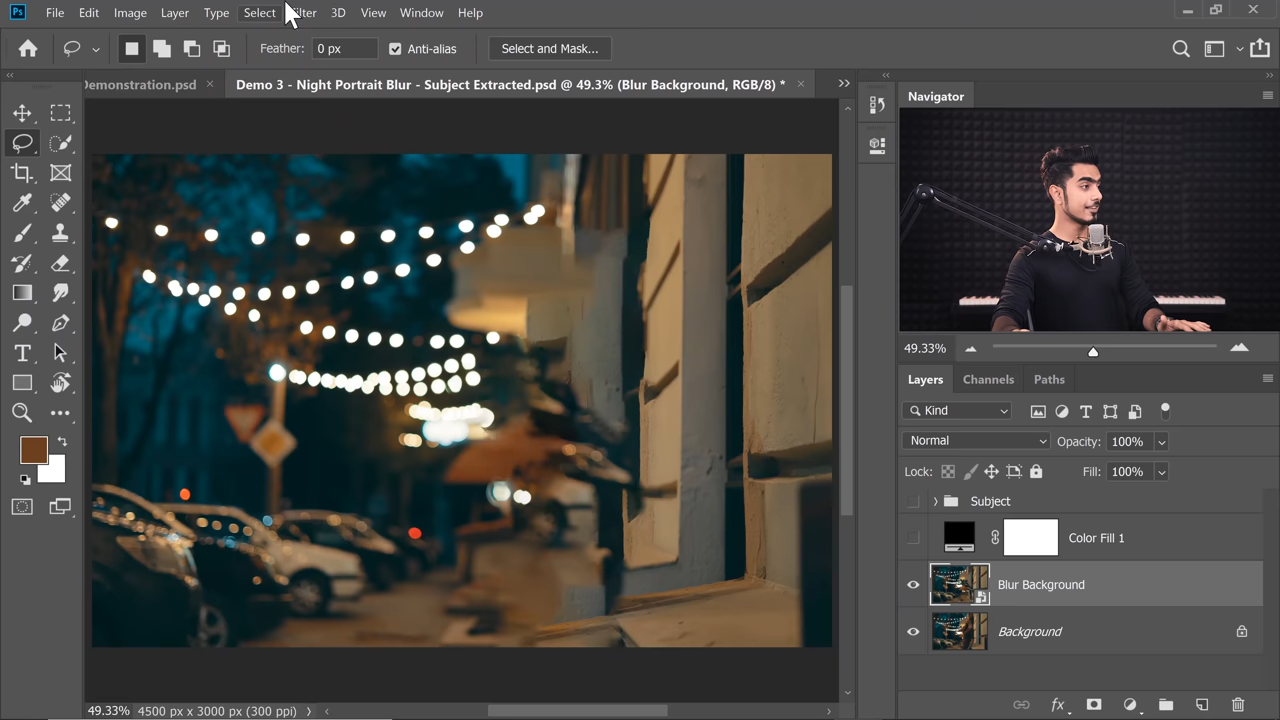 Ps File Edit Image Layer Type Select Filter 3D View Window Help
Feather: 0 px Anti-alias Select and Mask...
Demonstration.psd × Demo 3 - Night Portrait Blur - Subject Extracted.psd @ 49.3% (Blur Background, RGB/8) * ×
Navigator
49.33%
Layers Channels Paths
Kind
Normal Opacity: 100%
Lock: Fill: 100%
Subject
Color Fill 1
Blur Background
Background
fx
49.33% 4500 px x 3000 px (300 ppi)